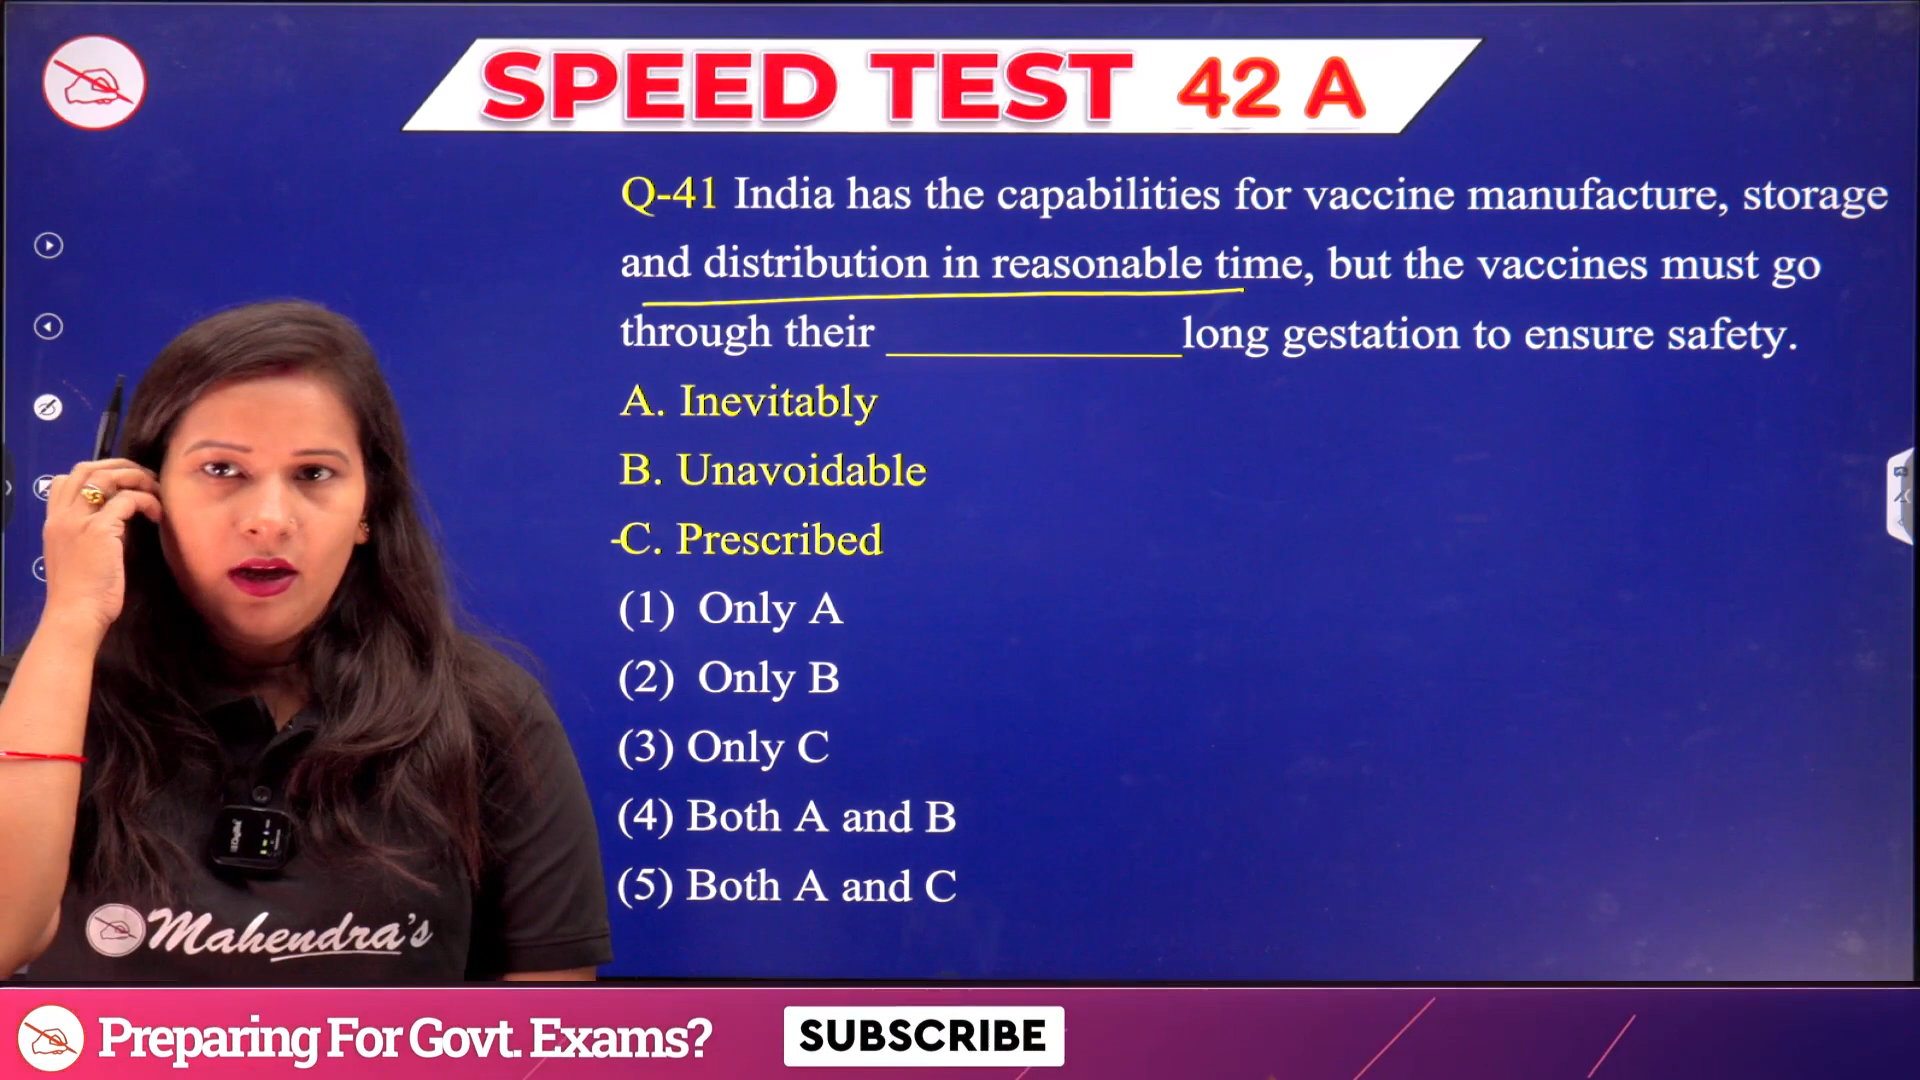 SPEED TEST 42 A
Q-41 India has the capabilities for vaccine manufacture, storage
and distribution in reasonable time, but the vaccines must go
through their ____________long gestation to ensure safety.
A. Inevitably
B. Unavoidable
C. Prescribed
(1) Only A
(2) Only B
(3) Only C
(4) Both A and B
(5) Both A and C
Mahendra's
Preparing For Govt. Exams?
SUBSCRIBE